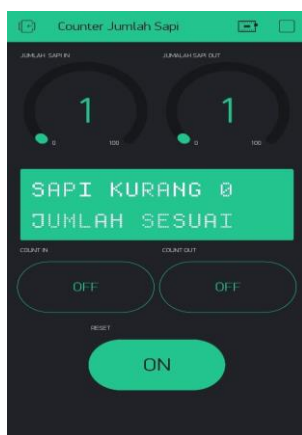 Counter Jumlah Sapi
JUMLAH SAPI IN
JUMALAH SAPI OUT
1
1
0
100
0
100
SAPI KURANG 0
JUMLAH SESUAI
COUNT IN
COUNT OUT
OFF
OFF
RESET
ON